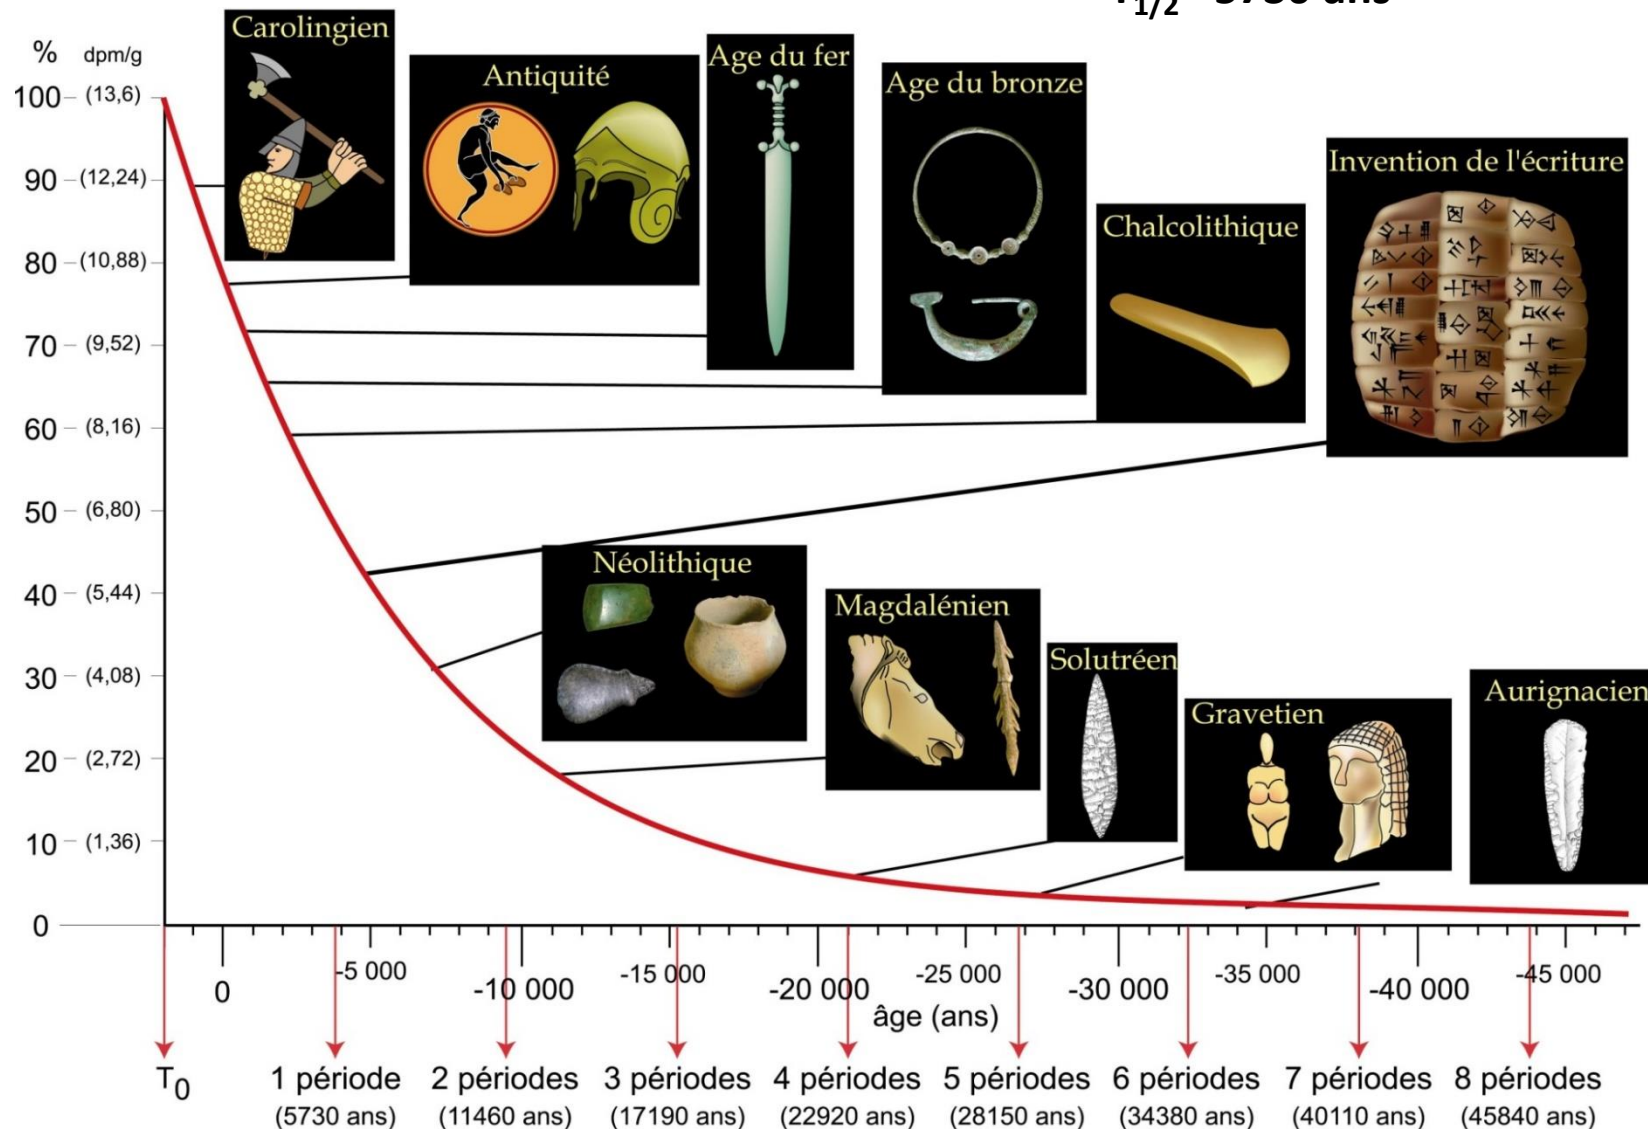 1/2
% dpm/g
100 (13,6)
90 (12,24)
80 (10,88)
70 (9,52)
60 (8,16)
50 (6,80)
40 (5,44)
30 (4,08)
20 (2,72)
10 (1,36)
0
Carolingien
Antiquité
Age du fer
Age du bronze
Chalcolithique
Invention de l'écriture
Néolithique
Magdalénien
Solutréen
Gravetien
Aurignacien
0
-5 000
-10 000
-15 000
-20 000
-25 000
-30 000
-35 000
-40 000
-45 000
âge (ans)
T0
1 période
(5730 ans)
2 périodes
(11460 ans)
3 périodes
(17190 ans)
4 périodes
(22920 ans)
5 périodes
(28150 ans)
6 périodes
(34380 ans)
7 périodes
(40110 ans)
8 périodes
(45840 ans)